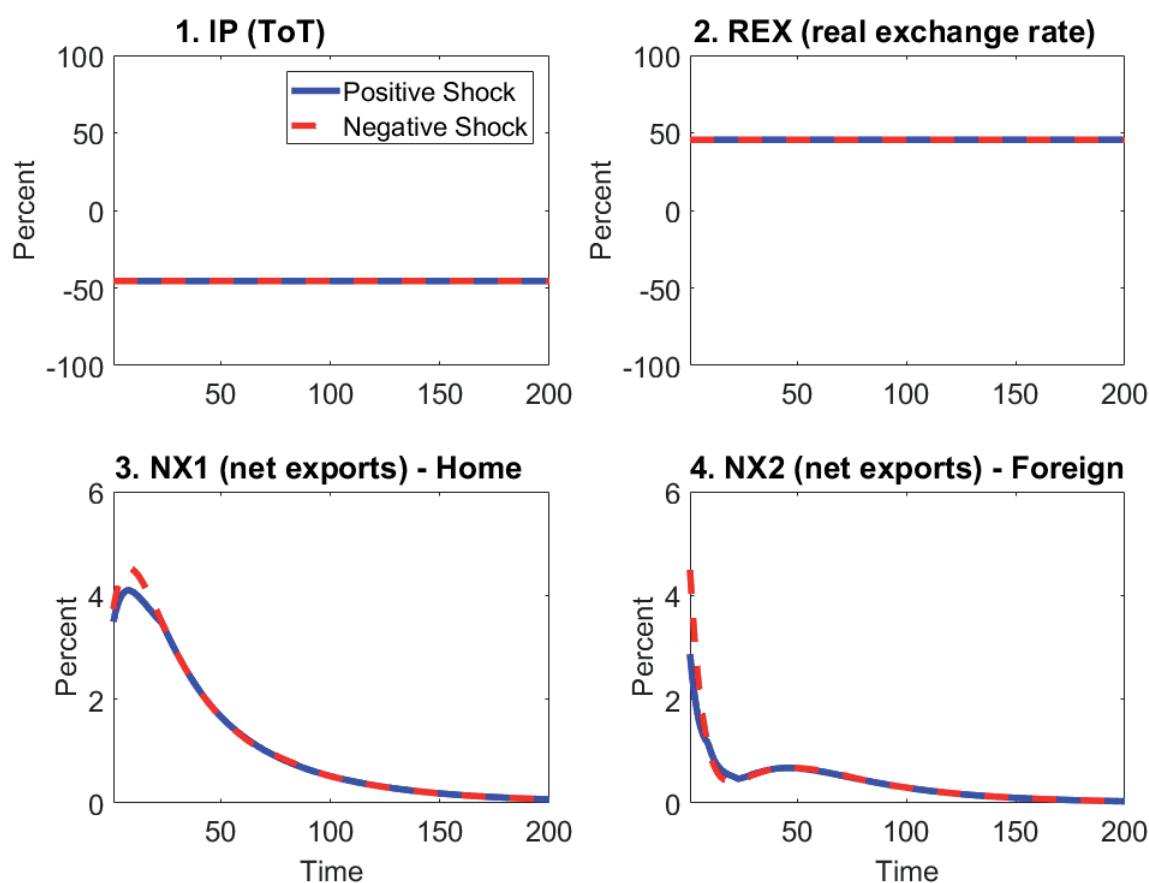 1. IP (ToT)
100
50
0
-50
-100
Percent
Positive Shock
Negative Shock
50
100
150
200
2. REX (real exchange rate)
100
50
0
-50
-100
Percent
50
100
150
200
3. NX1 (net exports) - Home
6
4
2
0
Percent
50
100
150
200
Time
4. NX2 (net exports) - Foreign
6
4
2
0
Percent
50
100
150
200
Time